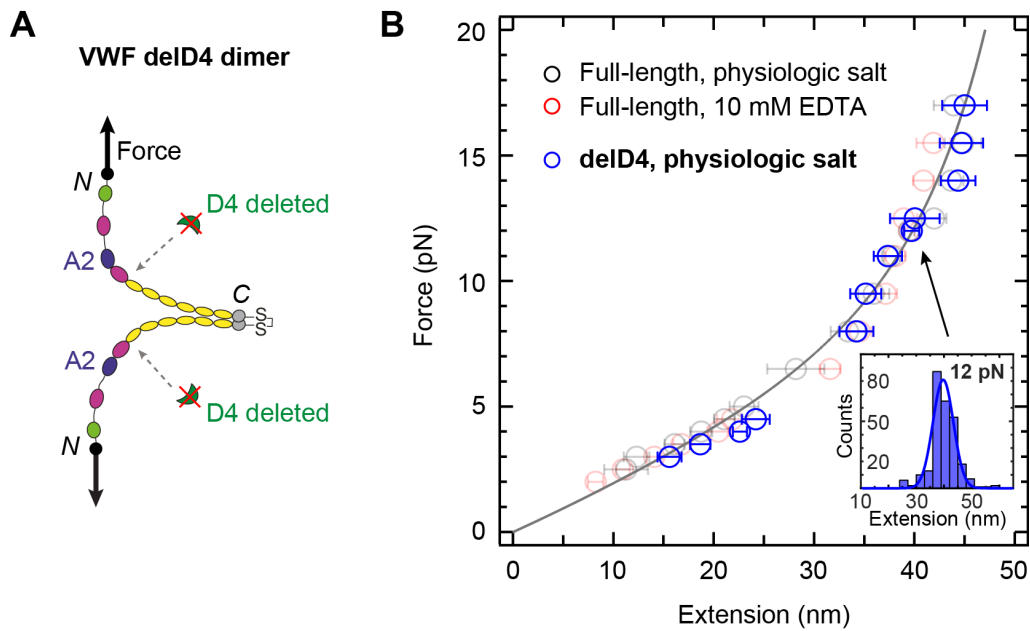 A
VWF delD4 dimer
Force
N
D4 deleted
A2
C
S
S
A2
D4 deleted
N
B
20
15
10
5
0
Force (pN)
Full-length, physiologic salt
Full-length, 10 mM EDTA
delD4, physiologic salt
12 pN
80
50
20
Counts
10
30
50
Extension (nm)
0
10
20
30
40
50
Extension (nm)